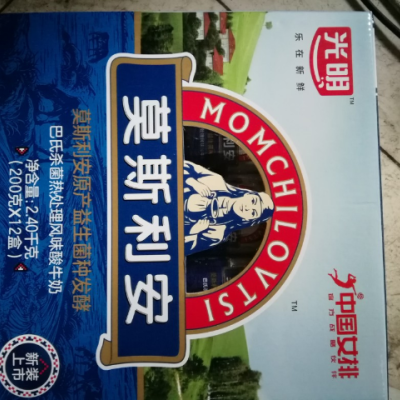 光明
TM
乐在新鲜
MOMCHILOVTSI
莫斯利安
TM
莫斯利安原产益生菌种发酵
巴氏杀菌热处理风味酸牛奶
净含量:2.40千克
(200克X12盒)
中国女排
新装
上市